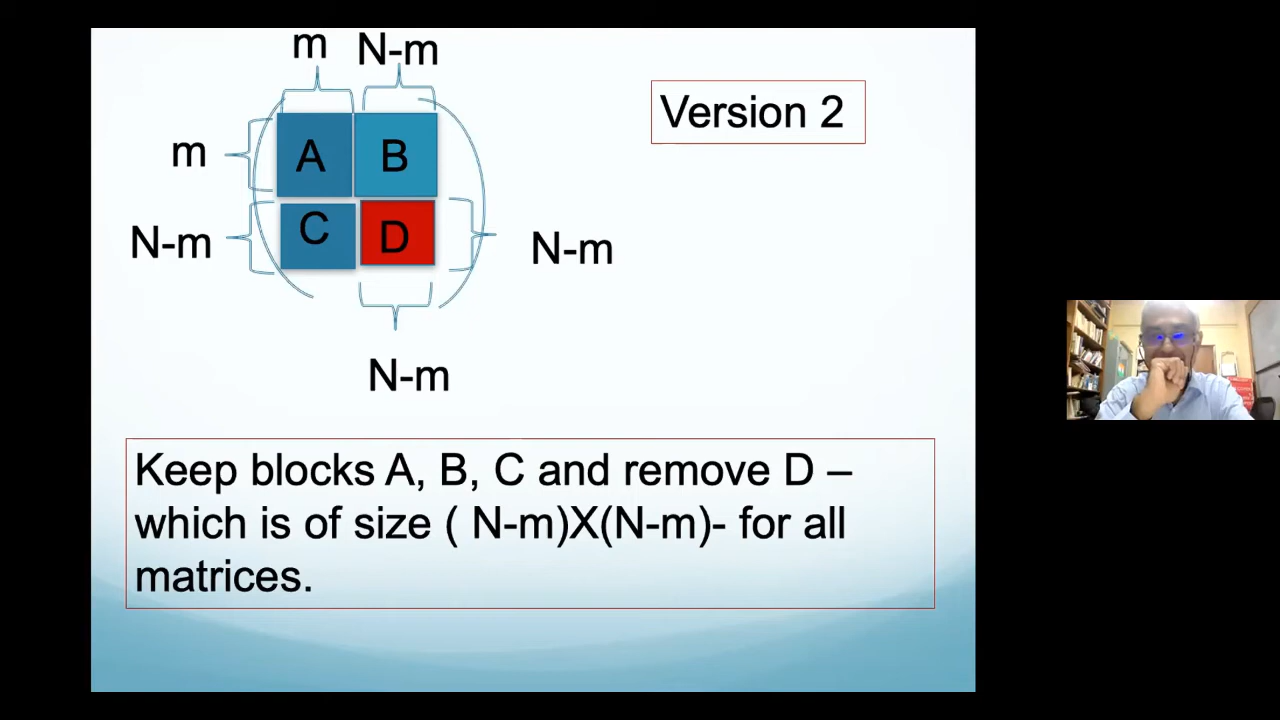 m N-m
Version 2
m A B
N-m C D N-m
N-m
Keep blocks A, B, C and remove D –
which is of size ( N-m)X(N-m)- for all
matrices.